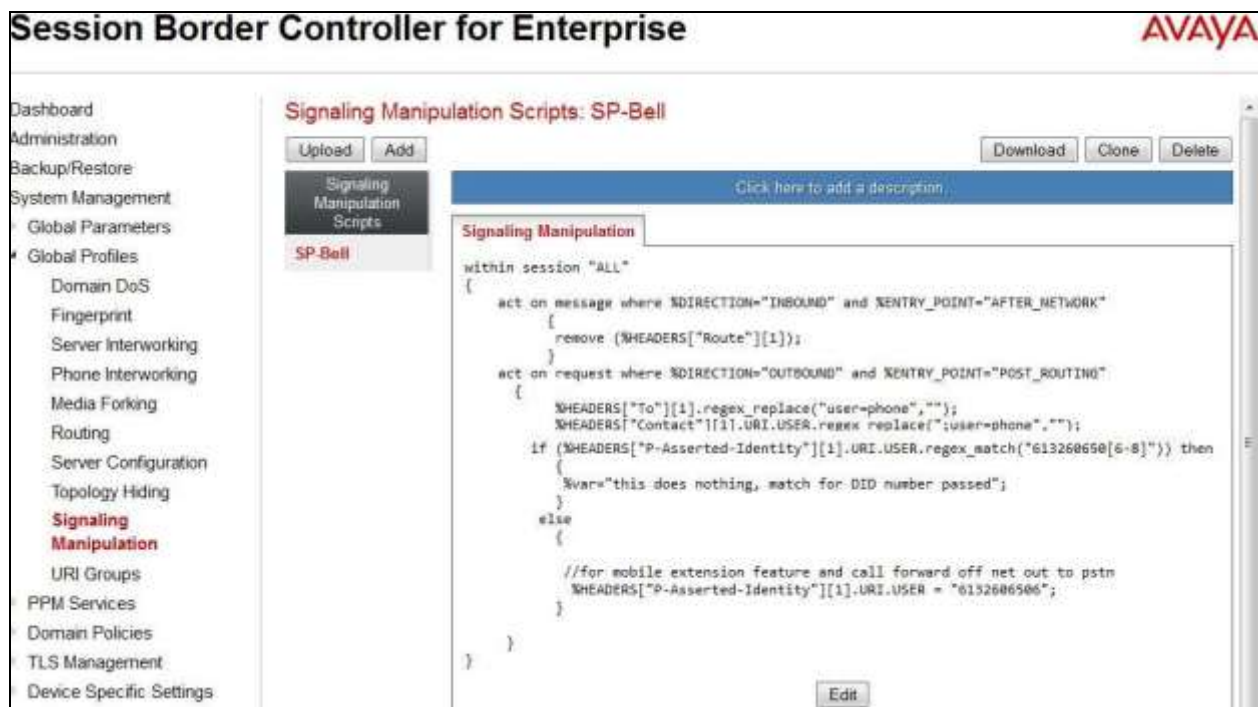 Session Border Controller for Enterprise
AVAYA
Dashboard
Administration
Backup/Restore
System Management
Global Parameters
Global Profiles
Domain DoS
Fingerprint
Server Interworking
Phone Interworking
Media Forking
Routing
Server Configuration
Topology Hiding
Signaling
Manipulation
URI Groups
PPM Services
Domain Policies
TLS Management
Device Specific Settings
Signaling Manipulation Scripts: SP-Bell
Upload Add
Download Clone Delete
Signaling
Manipulation
Scripts
SP-Bell
Click here to add a description.
Signaling Manipulation
within session "ALL"
{
act on message where %DIRECTION="INBOUND" and %ENTRY_POINT="AFTER_NETWORK"
{
remove (%HEADERS["Route"][1]);
}
act on request where %DIRECTION="OUTBOUND" and %ENTRY_POINT="POST_ROUTING"
{
%HEADERS["To"][1].regex_replace("user=phone","");
%HEADERS["Contact"][1].URI.USER.regex_replace(";user=phone","");
if (%HEADERS["P-Asserted-Identity"][1].URI.USER.regex_match("613260650[6-8]")) then
{
%var="this does nothing, match for DID number passed";
}
else
{
//for mobile extension feature and call forward off net out to pstn
%HEADERS["P-Asserted-Identity"][1].URI.USER = "6132606506";
}
}
}
Edit